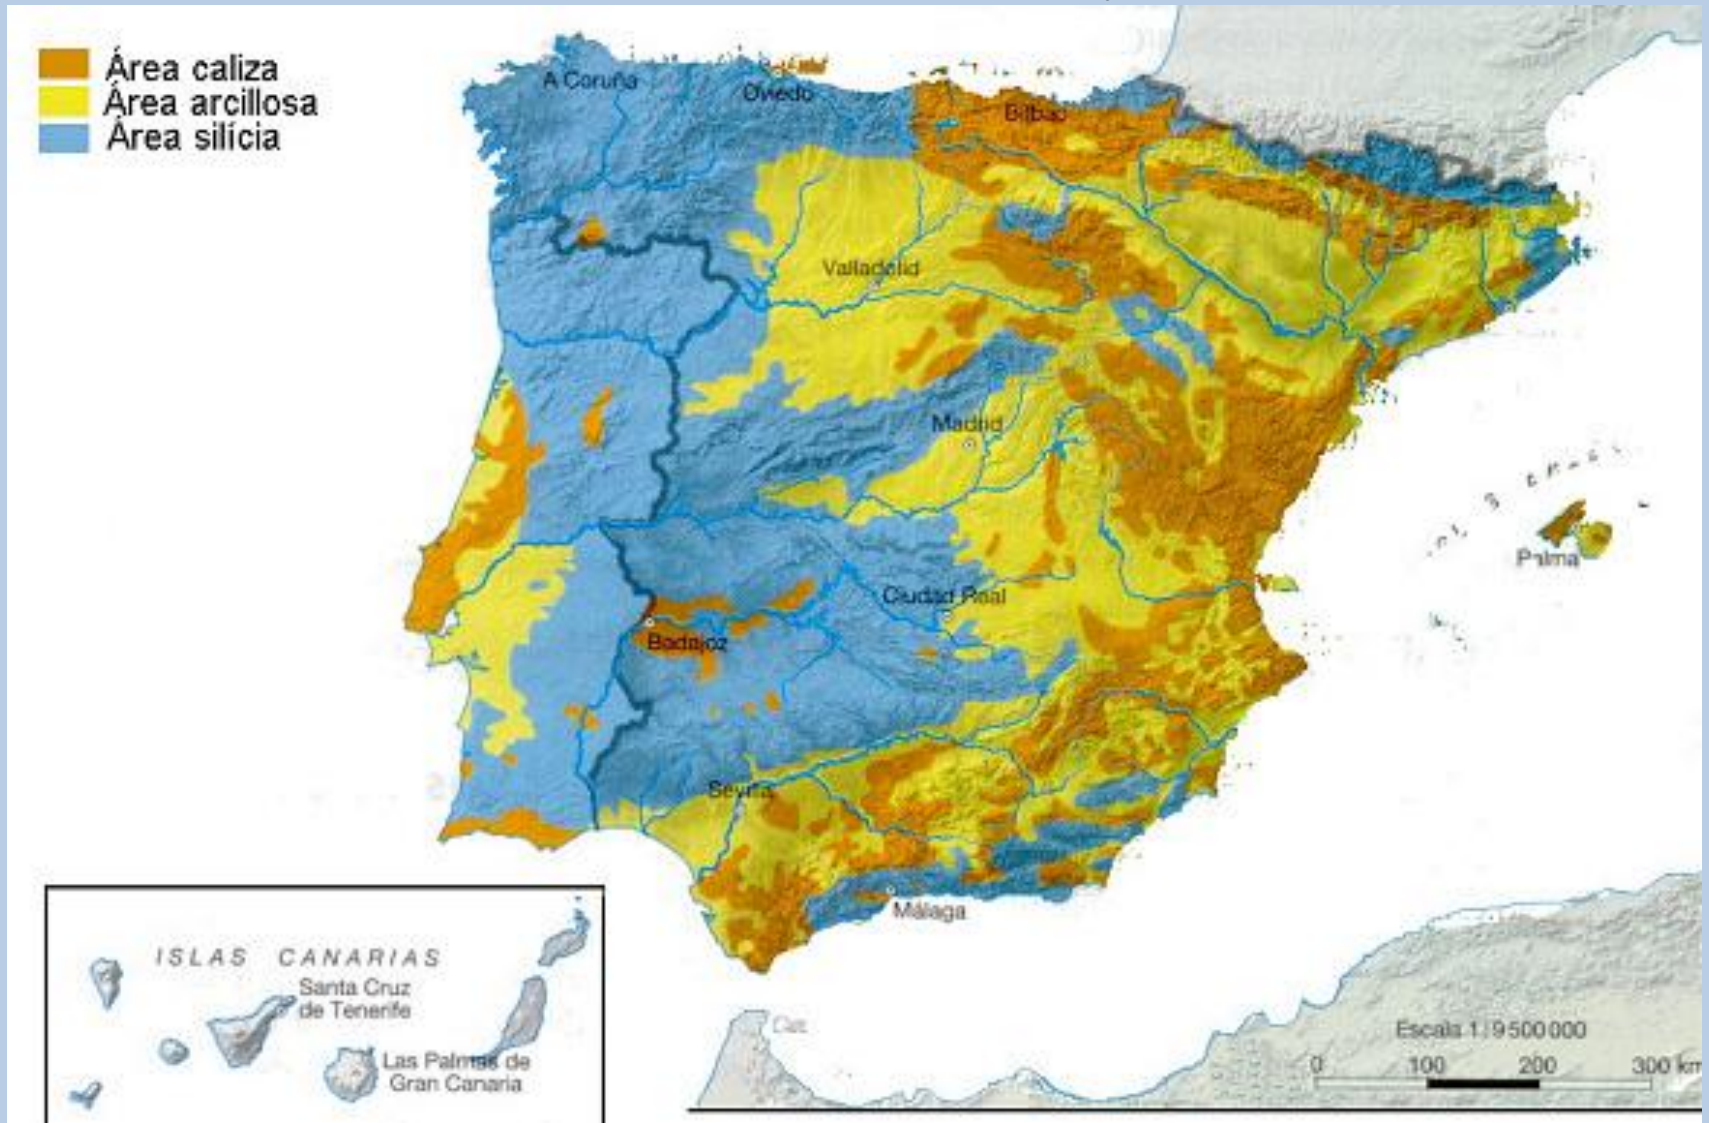 Área caliza
Área arcillosa
Área silícia
A Coruña
Oviedo
Bilbao
Valladolid
Madrid
Palma
Ciudad Real
Badajoz
Sevilla
Málaga
ISLAS CANARIAS
Santa Cruz
de Tenerife
Las Palmas de
Gran Canaria
Escala 1:9 500 000
0 100 200 300 km